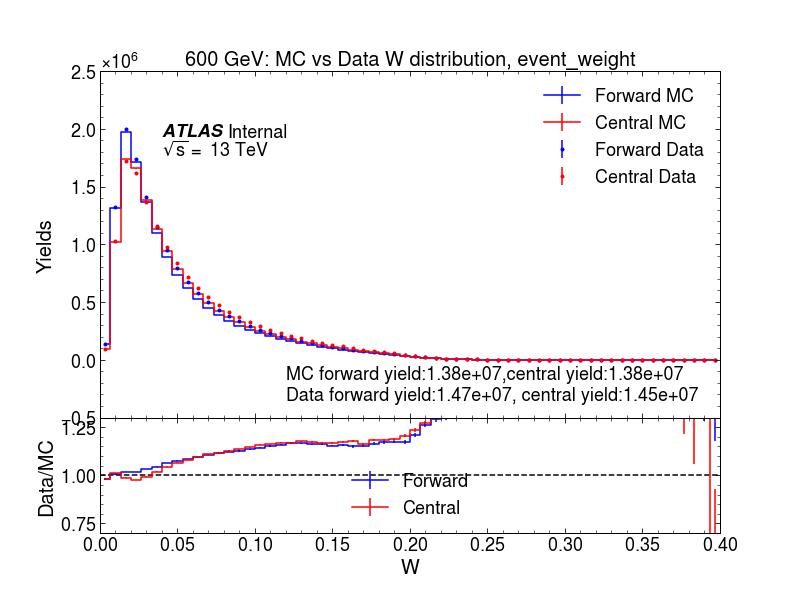 ×10⁶
600 GeV: MC vs Data W distribution, event_weight
2.5
2.0
1.5
1.0
0.5
0.0
Yields
ATLAS Internal
√s = 13 TeV
Forward MC
Central MC
Forward Data
Central Data
MC forward yield:1.38e+07,central yield:1.38e+07
Data forward yield:1.47e+07, central yield:1.45e+07
0.5
1.25
1.00
0.75
Data/MC
Forward
Central
0.00 0.05 0.10 0.15 0.20 0.25 0.30 0.35 0.40
W